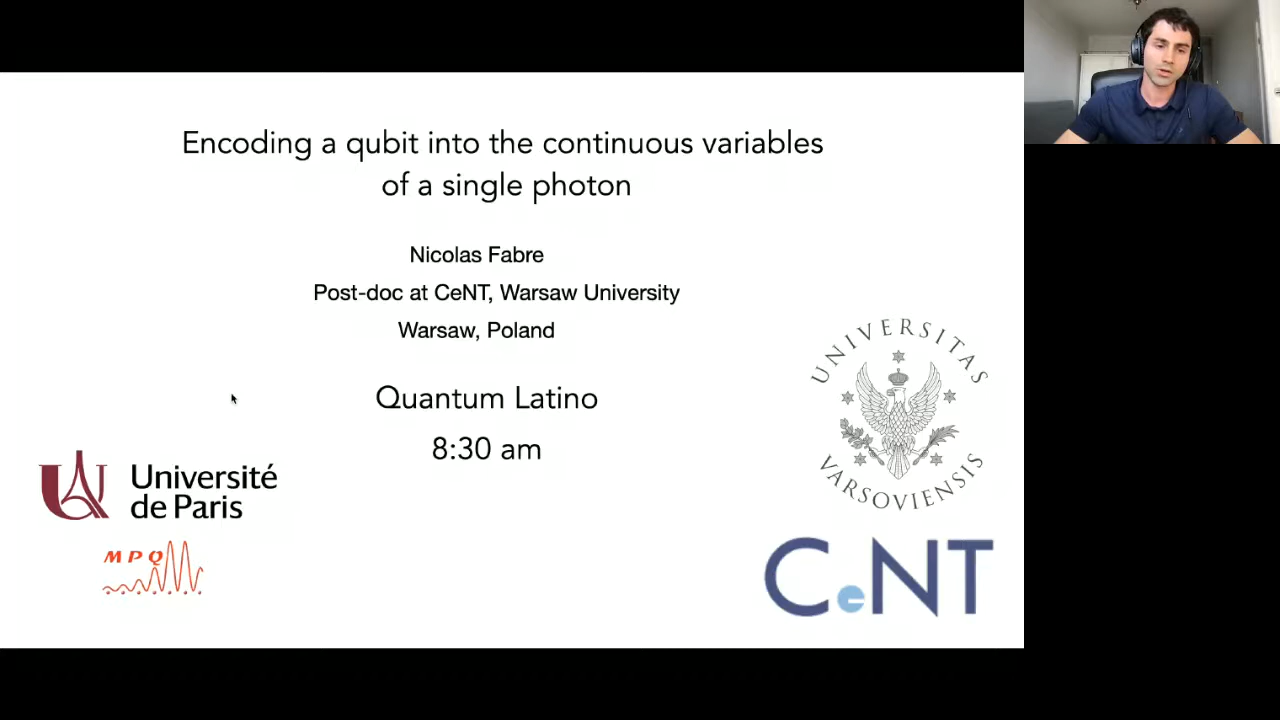 Encoding a qubit into the continuous variables
of a single photon
Nicolas Fabre
Post-doc at CeNT, Warsaw University
Warsaw, Poland
Quantum Latino
8:30 am
UNIVERSITAS
VARSOVIENSIS
Université
de Paris
MPQ
CeNT